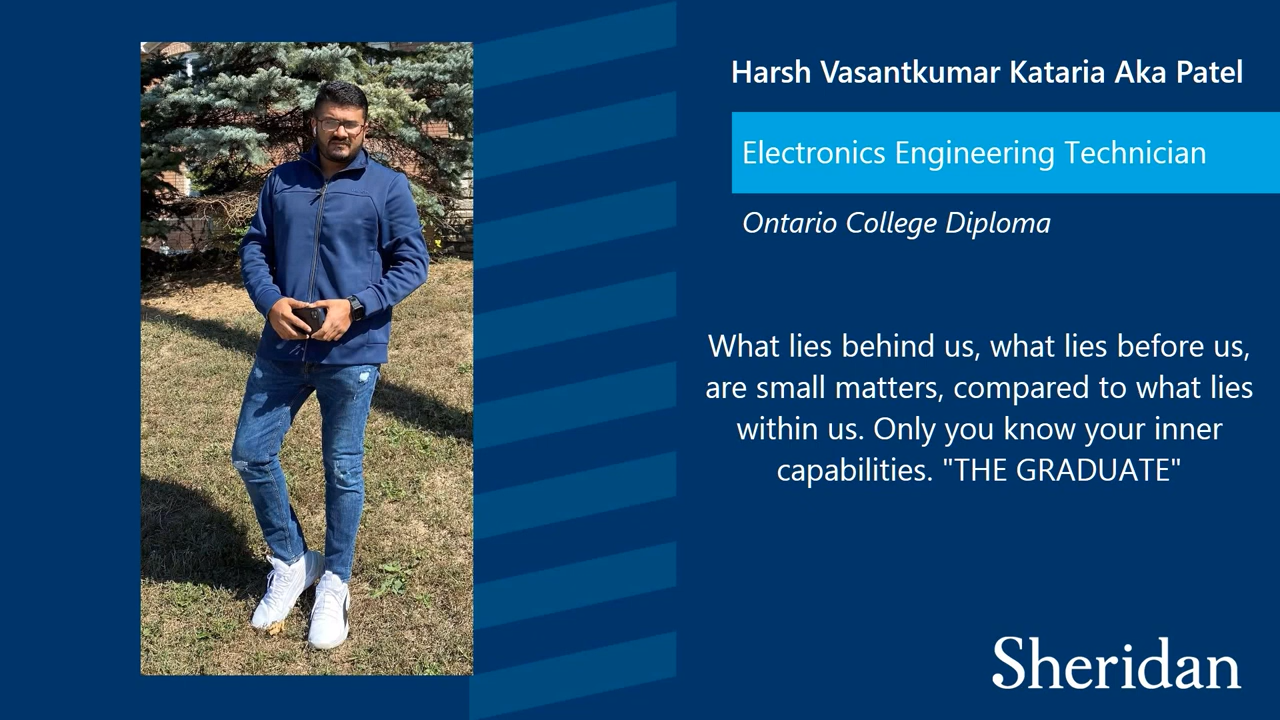 Harsh Vasantkumar Kataria Aka Patel
Electronics Engineering Technician
Ontario College Diploma
What lies behind us, what lies before us,
are small matters, compared to what lies
within us. Only you know your inner
capabilities. "THE GRADUATE"
Sheridan